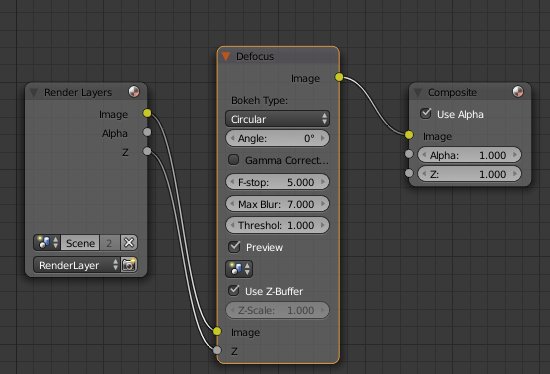 Render Layers
Image
Alpha
Z
Scene 2
RenderLayer
Defocus
Image
Bokeh Type:
Circular
Angle: 0°
Gamma Correct...
F-stop: 5.000
Max Blur: 7.000
Threshol: 1.000
Preview
Use Z-Buffer
Z-Scale: 1.000
Image
Z
Composite
Use Alpha
Image
Alpha: 1.000
Z: 1.000